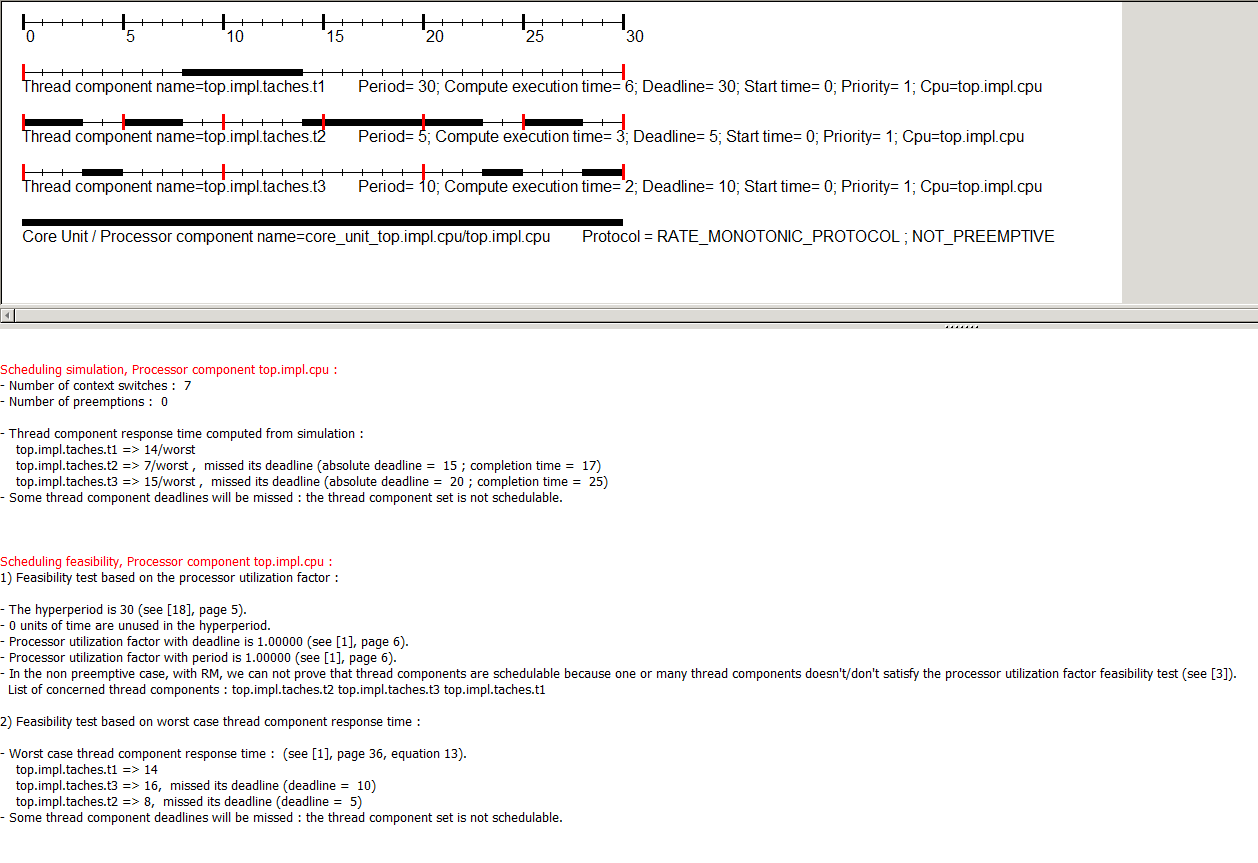 0 5 10 15 20 25 30
Thread component name=top.impl.taches.t1 Period= 30; Compute execution time= 6; Deadline= 30; Start time= 0; Priority= 1; Cpu=top.impl.cpu
Thread component name=top.impl.taches.t2 Period= 5; Compute execution time= 3; Deadline= 5; Start time= 0; Priority= 1; Cpu=top.impl.cpu
Thread component name=top.impl.taches.t3 Period= 10; Compute execution time= 2; Deadline= 10; Start time= 0; Priority= 1; Cpu=top.impl.cpu
Core Unit / Processor component name=core_unit_top.impl.cpu/top.impl.cpu Protocol = RATE_MONOTONIC_PROTOCOL ; NOT_PREEMPTIVE
Scheduling simulation, Processor component top.impl.cpu :
- Number of context switches : 7
- Number of preemptions : 0
- Thread component response time computed from simulation :
top.impl.taches.t1 => 14/worst
top.impl.taches.t2 => 7/worst , missed its deadline (absolute deadline = 15 ; completion time = 17)
top.impl.taches.t3 => 15/worst , missed its deadline (absolute deadline = 20 ; completion time = 25)
- Some thread component deadlines will be missed : the thread component set is not schedulable.
Scheduling feasibility, Processor component top.impl.cpu :
1) Feasibility test based on the processor utilization factor :
- The hyperperiod is 30 (see [18], page 5).
- 0 units of time are unused in the hyperperiod.
- Processor utilization factor with deadline is 1.00000 (see [1], page 6).
- Processor utilization factor with period is 1.00000 (see [1], page 6).
- In the non preemptive case, with RM, we can not prove that thread components are schedulable because one or many thread components doesn't/don't satisfy the processor utilization factor feasibility test (see [3]).
List of concerned thread components : top.impl.taches.t2 top.impl.taches.t3 top.impl.taches.t1
2) Feasibility test based on worst case thread component response time :
- Worst case thread component response time : (see [1], page 36, equation 13).
top.impl.taches.t1 => 14
top.impl.taches.t3 => 16, missed its deadline (deadline = 10)
top.impl.taches.t2 => 8, missed its deadline (deadline = 5)
- Some thread component deadlines will be missed : the thread component set is not schedulable.